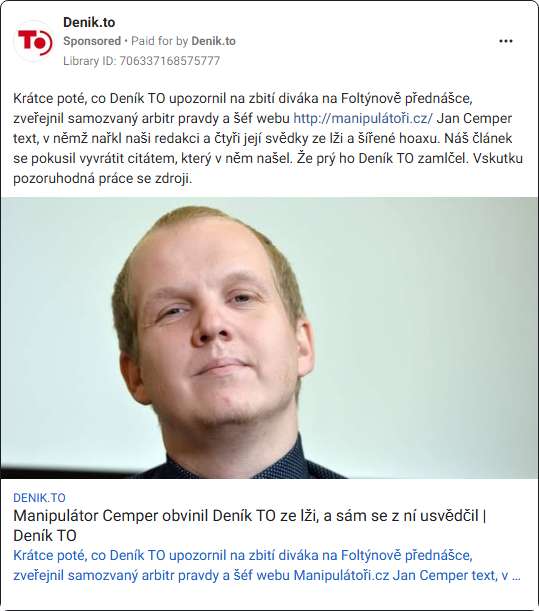 Denik.to
Sponsored • Paid for by Denik.to
Library ID: 706337168575777
Krátce poté, co Deník TO upozornil na zbití diváka na Foltýnově přednášce,
zveřejnil samozvaný arbitr pravdy a šéf webu http://manipulátoři.cz/ Jan Cemper
text, v němž nařkl naši redakci a čtyři její svědky ze lži a šířené hoaxu. Náš článek
se pokusil vyvrátit citátem, který v něm našel. Že prý ho Deník TO zamlčel. Vskutku
pozoruhodná práce se zdroji.
DENIK.TO
Manipulátor Cemper obvinil Deník TO ze lži, a sám se z ní usvědčil |
Deník TO
Krátce poté, co Deník TO upozornil na zbití diváka na Foltýnově přednášce,
zveřejnil samozvaný arbitr pravdy a šéf webu Manipulátoři.cz Jan Cemper text, v ...